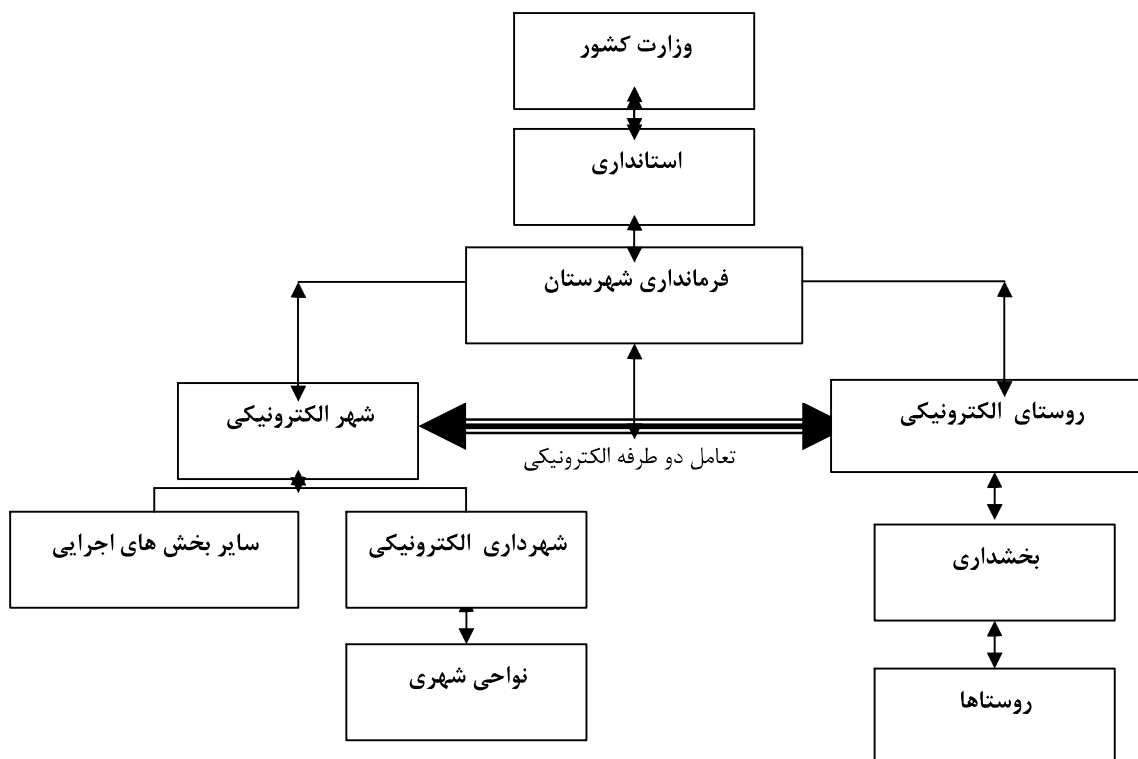 وزارت کشور
استانداری
فرمانداری شهرستان
روستای الکترونیکی
شهر الکترونیکی
تعامل دو طرفه الکترونیکی
بخشداری
شهرداری الکترونیکی
سایر بخش های اجرایی
روستاها
نواحی شهری